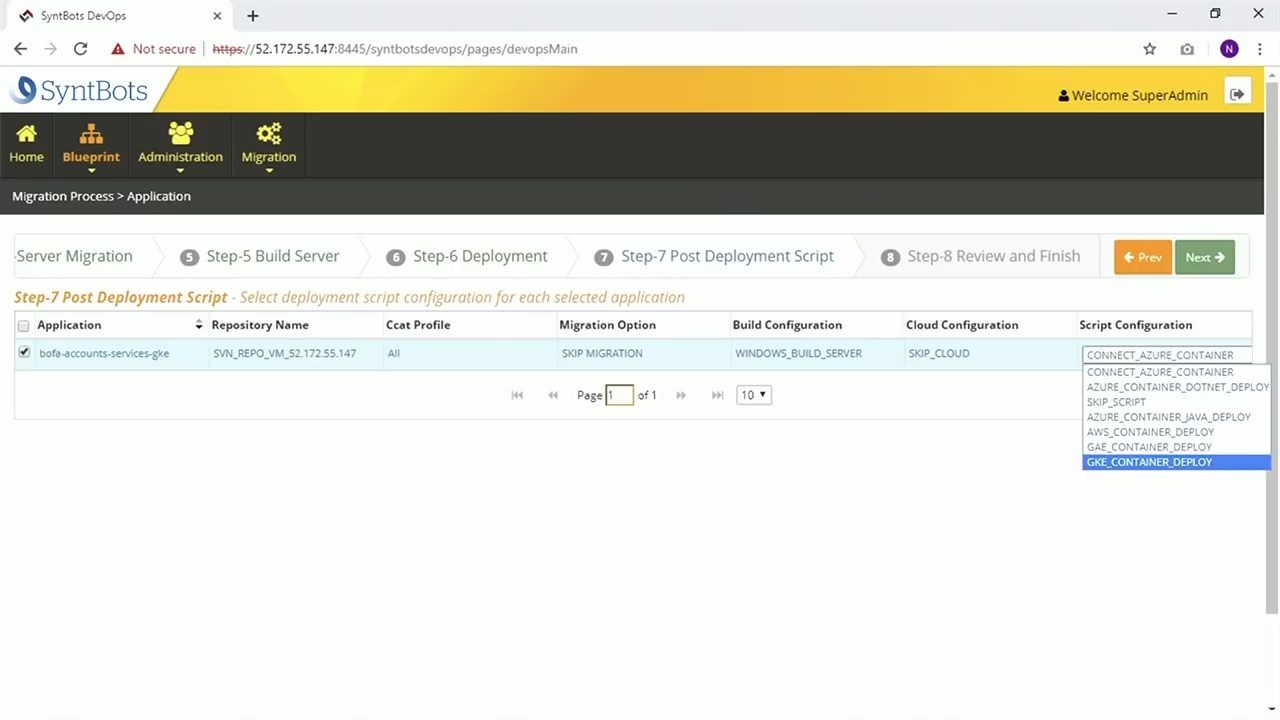 SyntBots DevOps
Not secure | https://52.172.55.147:8445/syntbotsdevops/pages/devopsMain
N
SyntBots
Welcome SuperAdmin
Home
Blueprint
Administration
Migration
Migration Process > Application
-Server Migration
5 Step-5 Build Server
6 Step-6 Deployment
7 Step-7 Post Deployment Script
8 Step-8 Review and Finish
Prev
Next
Step-7 Post Deployment Script - Select deployment script configuration for each selected application
Application Repository Name Ccat Profile Migration Option Build Configuration Cloud Configuration Script Configuration
bofa-accounts-services-gke SVN_REPO_VM_52.172.55.147 All SKIP MIGRATION WINDOWS_BUILD_SERVER SKIP_CLOUD CONNECT_AZURE_CONTAINER
CONNECT_AZURE_CONTAINER
AZURE_CONTAINER_DOTNET_DEPLOY
SKIP_SCRIPT
AZURE_CONTAINER_JAVA_DEPLOY
AWS_CONTAINER_DEPLOY
GAE_CONTAINER_DEPLOY
GKE_CONTAINER_DEPLOY
Page 1 of 1 10